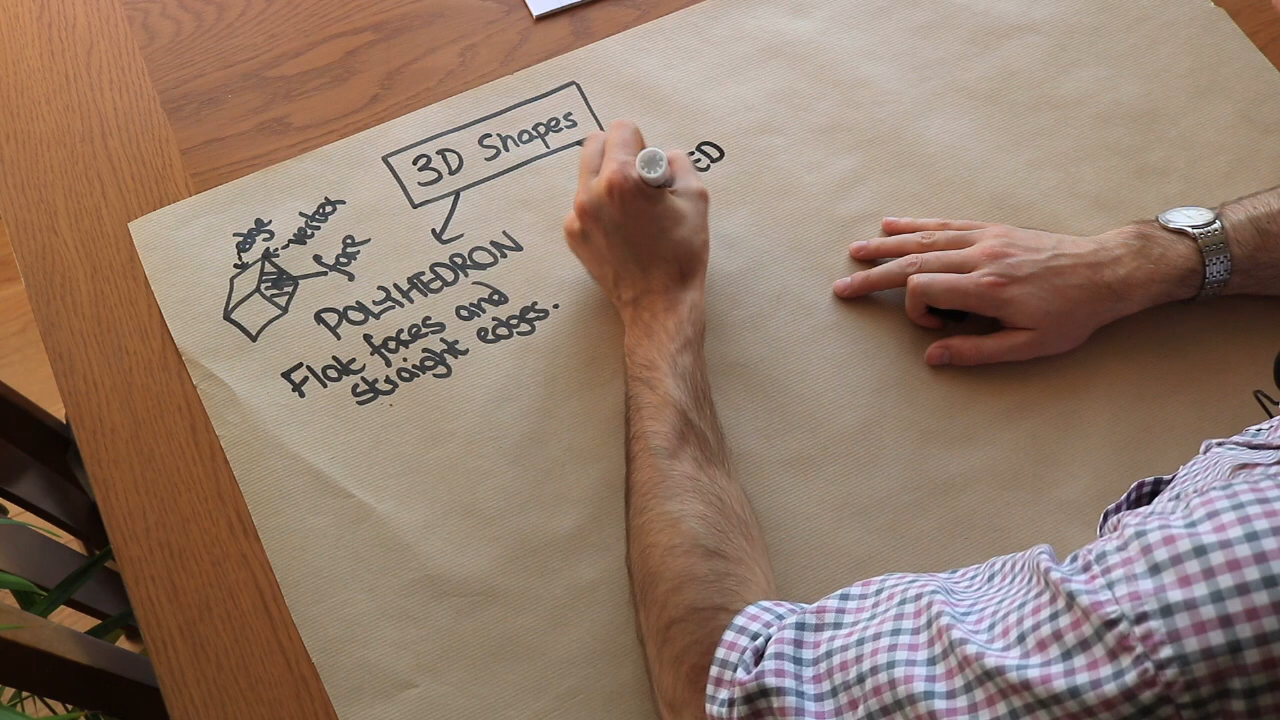 3D Shapes
edge
vertex
face
POLYHEDRON
Flat faces and
straight edges.
ED